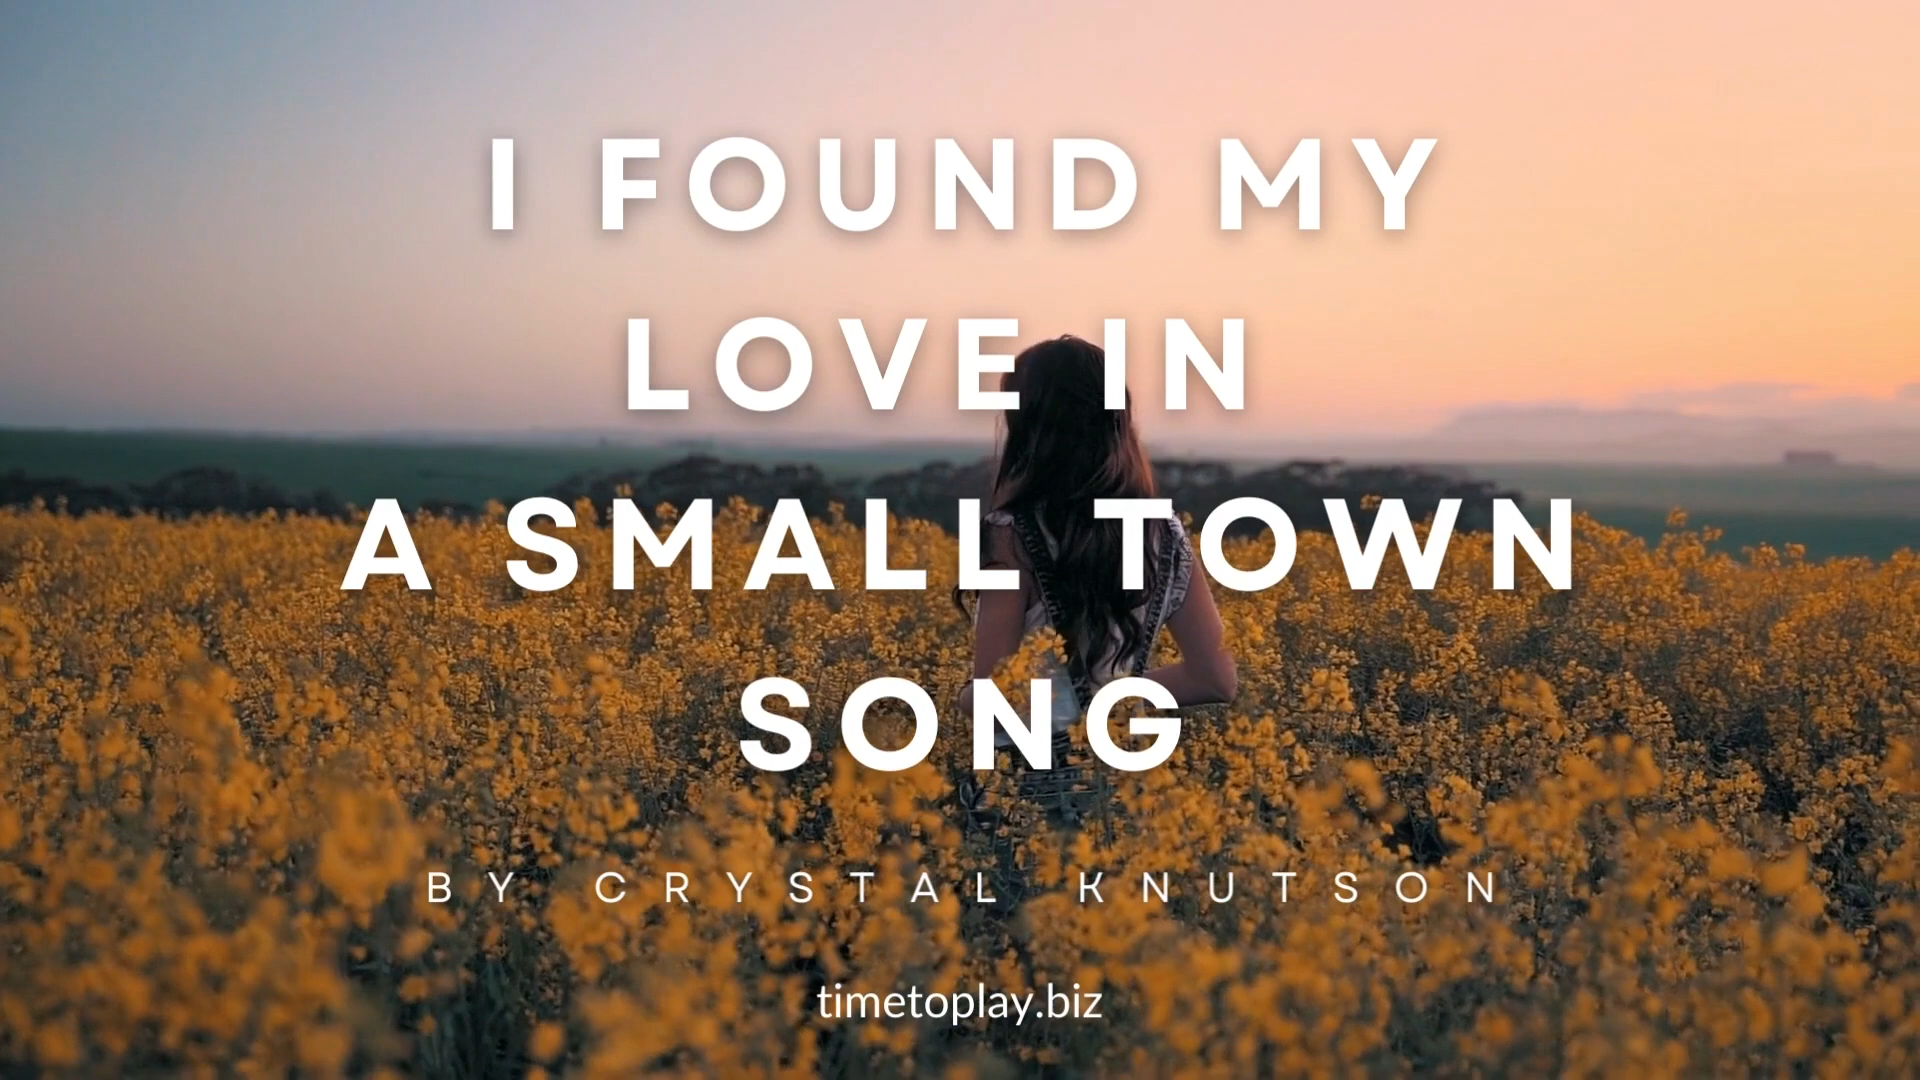 I FOUND MY
LOVE IN
A SMALL TOWN
SONG
BY CRYSTAL KNUTSON
timetoplay.biz